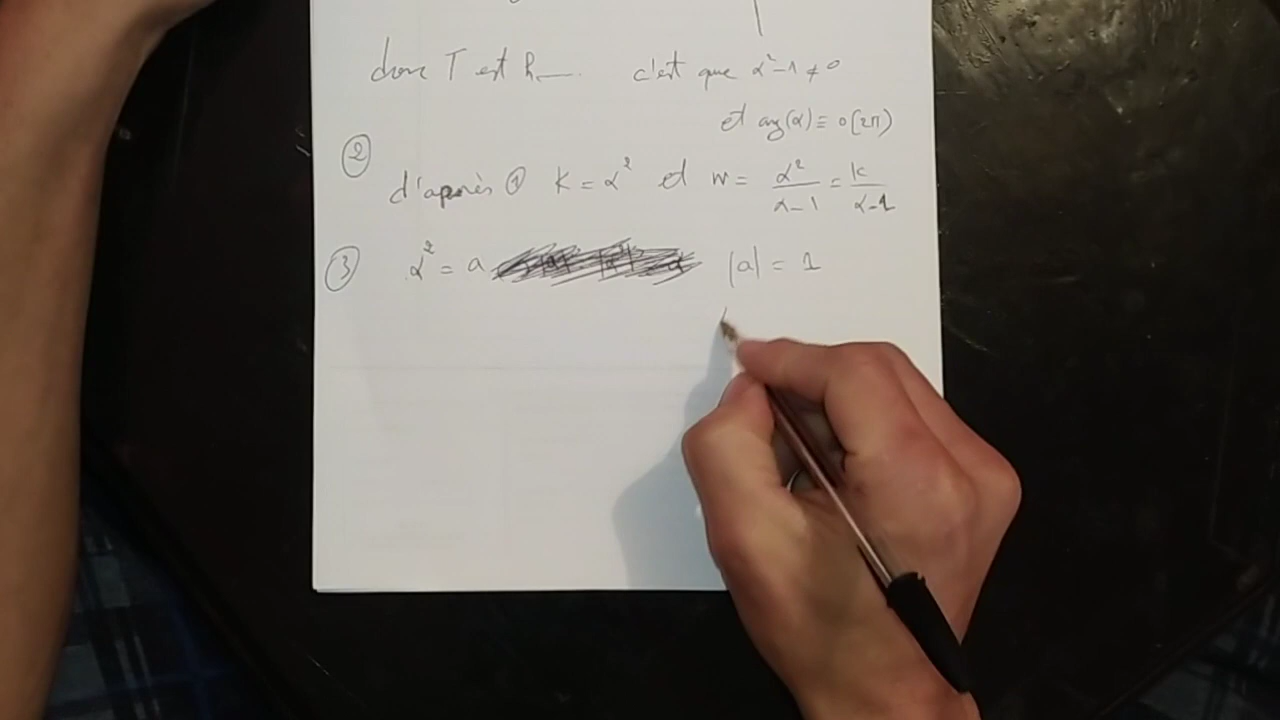 donc T est h__. c'est que α²-1 ≠ 0
et arg(α) ≡ 0[2π]
②
d'après ① K = α² et w = α²/α-1 = k/α-1
③ α² = a |a| = 1